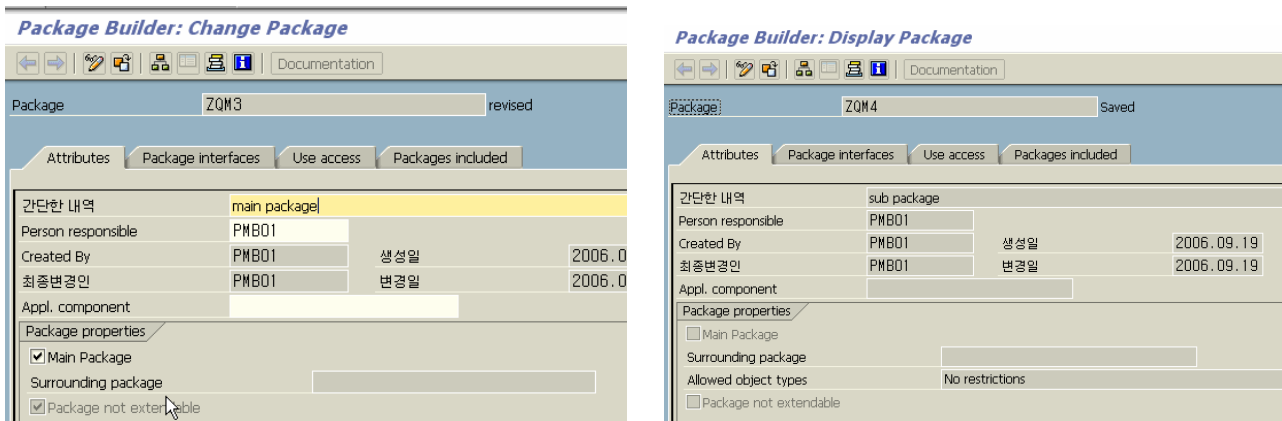 Package Builder: Change Package
Documentation
Package ZQM3 revised
Attributes Package interfaces Use access Packages included
간단한 내역 main package
Person responsible PMB01
Created By PMB01 생성일 2006.0
최종변경인 PMB01 변경일 2006.0
Appl. component
Package properties
Main Package
Surrounding package
Package not extendable
Package Builder: Display Package
Documentation
Package ZQM4 Saved
Attributes Package interfaces Use access Packages included
간단한 내역 sub package
Person responsible PMB01
Created By PMB01 생성일 2006.09.19
최종변경인 PMB01 변경일 2006.09.19
Appl. component
Package properties
Main Package
Surrounding package
Allowed object types No restrictions
Package not extendable